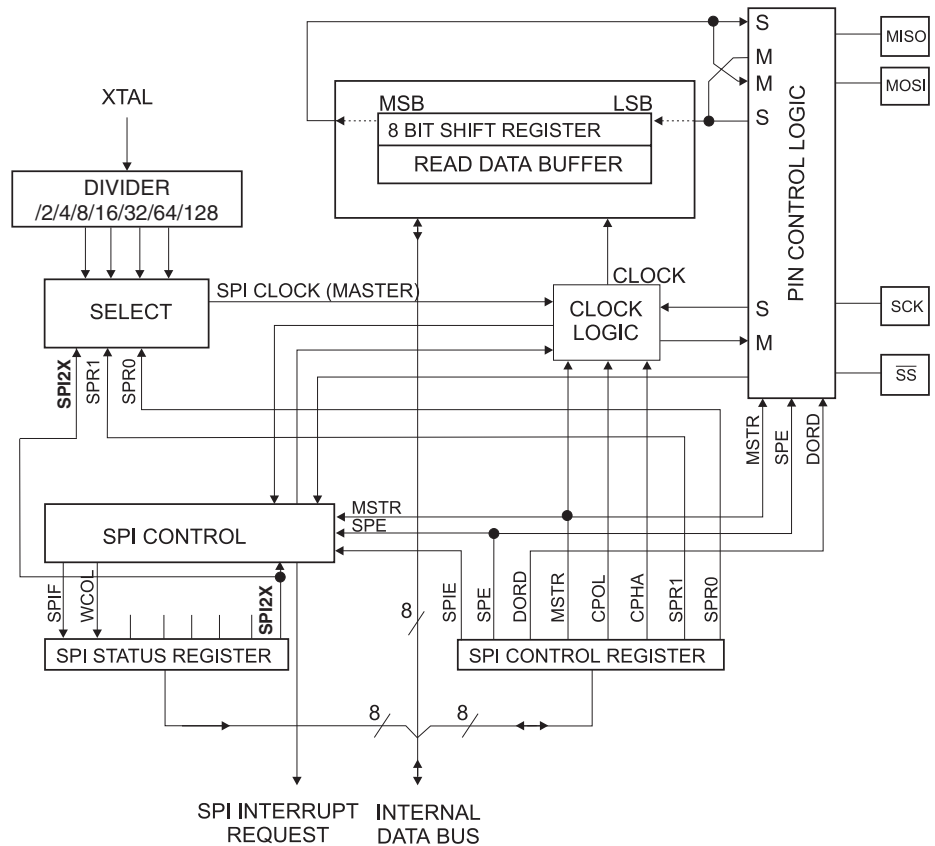 S
MISO
M
M
MOSI
XTAL
MSB
LSB
S
8 BIT SHIFT REGISTER
READ DATA BUFFER
PIN CONTROL LOGIC
DIVIDER
/2/4/8/16/32/64/128
SPI CLOCK (MASTER)
CLOCK
SELECT
CLOCK
LOGIC
S
M
SCK
SS
SPI2X
SPR1
SPR0
MSTR
SPE
DORD
MSTR
SPE
SPI CONTROL
SPIF
WCOL
SPI2X
8
SPIE
SPE
DORD
MSTR
CPOL
CPHA
SPR1
SPR0
SPI STATUS REGISTER
SPI CONTROL REGISTER
8
8
SPI INTERRUPT
REQUEST
INTERNAL
DATA BUS